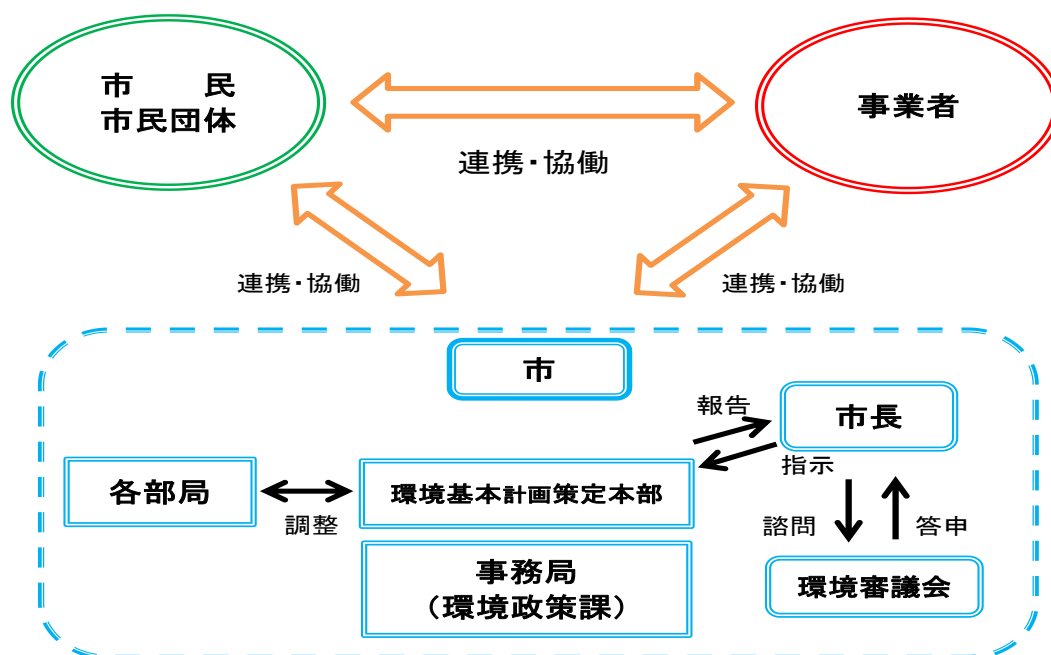 市　　民
市民団体
事業者
連携・協働
連携・協働
連携・協働
市
報告
市長
指示
各部局
調整
環境基本計画策定本部
諮問
答申
事務局
（環境政策課）
環境審議会